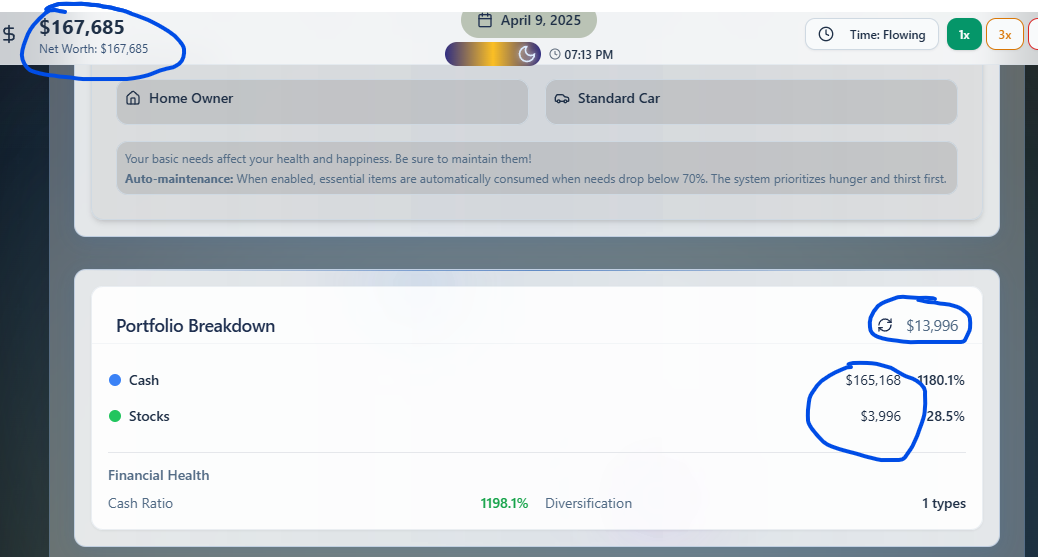 $167,685
Net Worth: $167,685
April 9, 2025
07:13 PM
Time: Flowing
1x
3x
Home Owner
Standard Car
Your basic needs affect your health and happiness. Be sure to maintain them!
Auto-maintenance: When enabled, essential items are automatically consumed when needs drop below 70%. The system prioritizes hunger and thirst first.
Portfolio Breakdown
$13,996
Cash $165,168 1180.1%
Stocks $3,996 28.5%
Financial Health
Cash Ratio 1198.1% Diversification 1 types